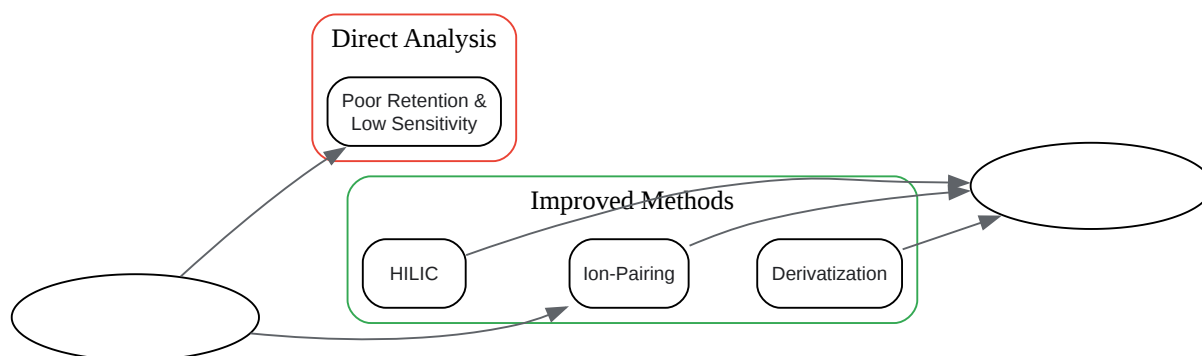 Direct Analysis
Poor Retention &
Low Sensitivity
Improved Methods
HILIC
Ion-Pairing
Derivatization